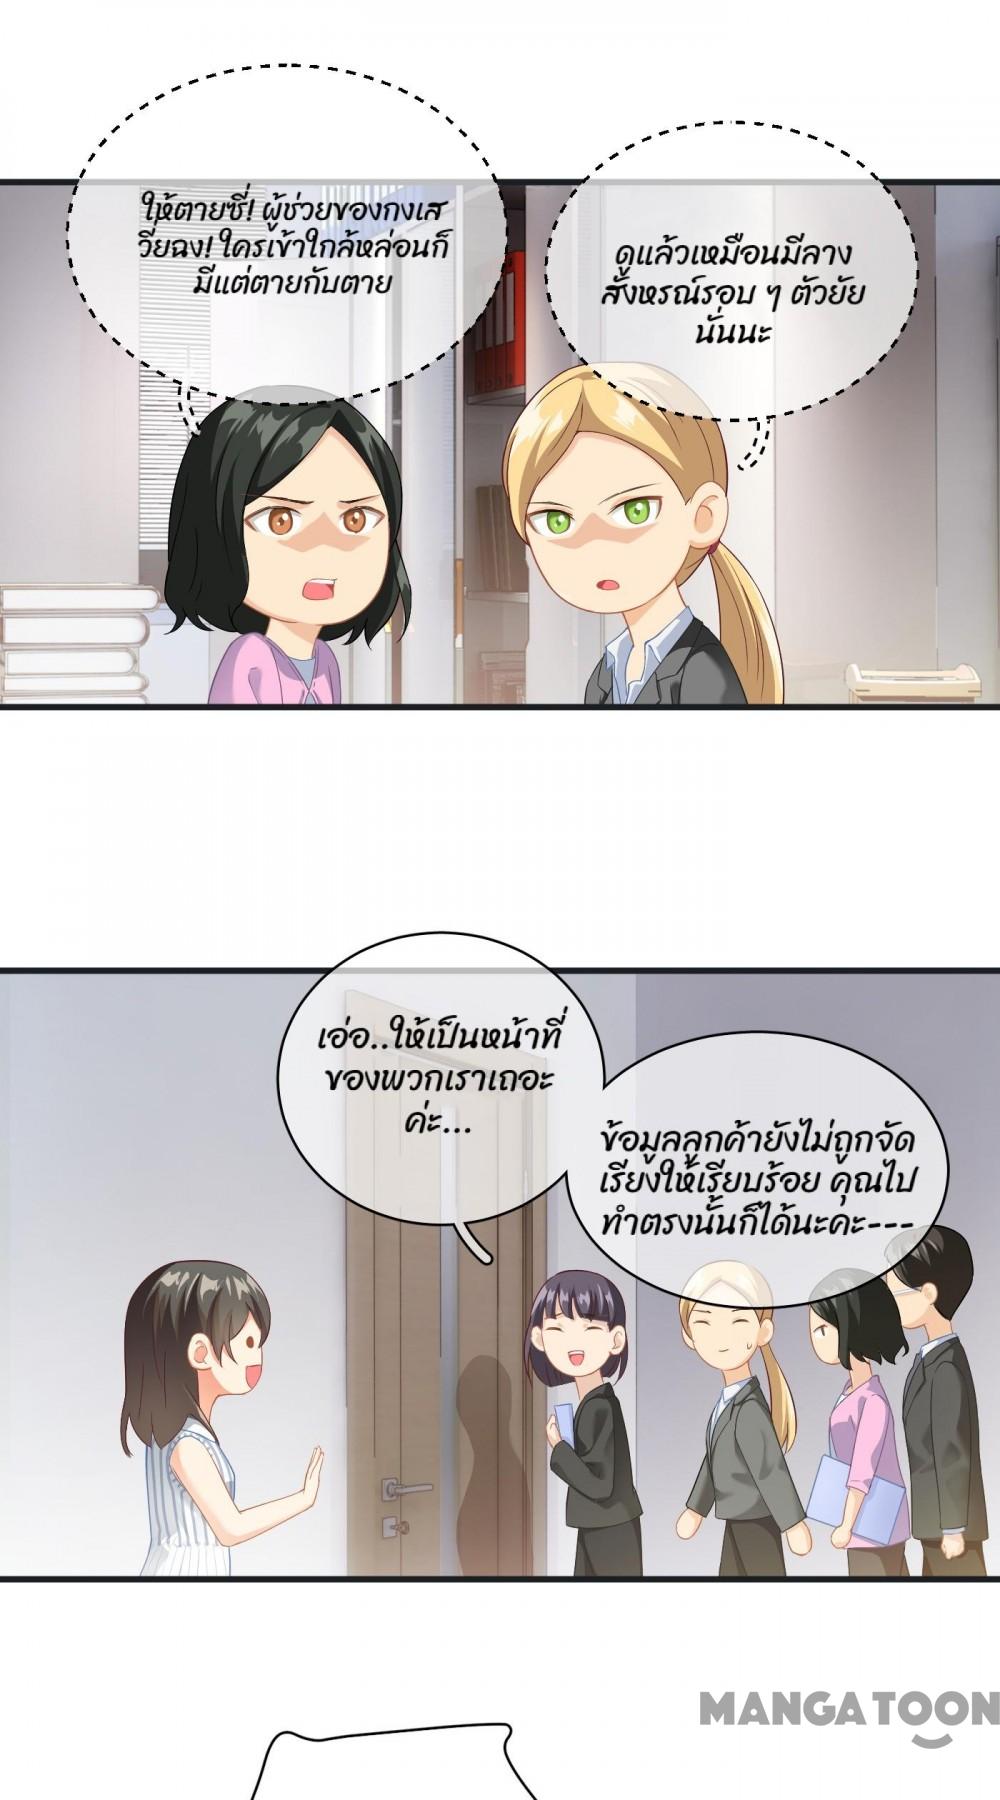 ให้ตายซี่! ผู้ช่วยของกงเส
วี่ยฉง! ใครเข้าใกล้หล่อนก็
มีแต่ตายกับตาย
ดูแล้วเหมือนมีลาง
สังหรณ์รอบ ๆ ตัวยัย
นั่นนะ
เอ่อ..ให้เป็นหน้าที่
ของพวกเราเถอะ
ค่ะ...
ข้อมูลลูกค้ายังไม่ถูกจัด
เรียงให้เรียบร้อย คุณไป
ทำตรงนั้นก็ได้นะคะ---
MANGATOON